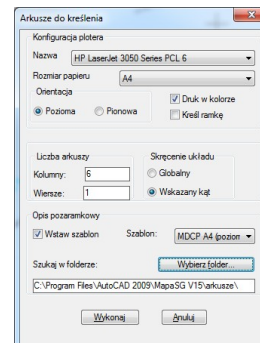 Arkusze do kreślenia
Konfiguracja plotera
Nazwa HP LaserJet 3050 Series PCL 6
Rozmiar papieru A4
Orientacja
Pozioma Pionowa
Druk w kolorze
Kreśl ramkę
Liczba arkuszy
Kolumny: 6
Wiersze: 1
Skręcenie układu
Globalny
Wskazany kąt
Opis pozaramkowy
Wstaw szablon Szablon: MDCP A4 (poziom
Szukaj w folderze: Wybierz folder...
C:\Program Files\AutoCAD 2009\MapaSG V15\arkusze\
Wykonaj Anuluj